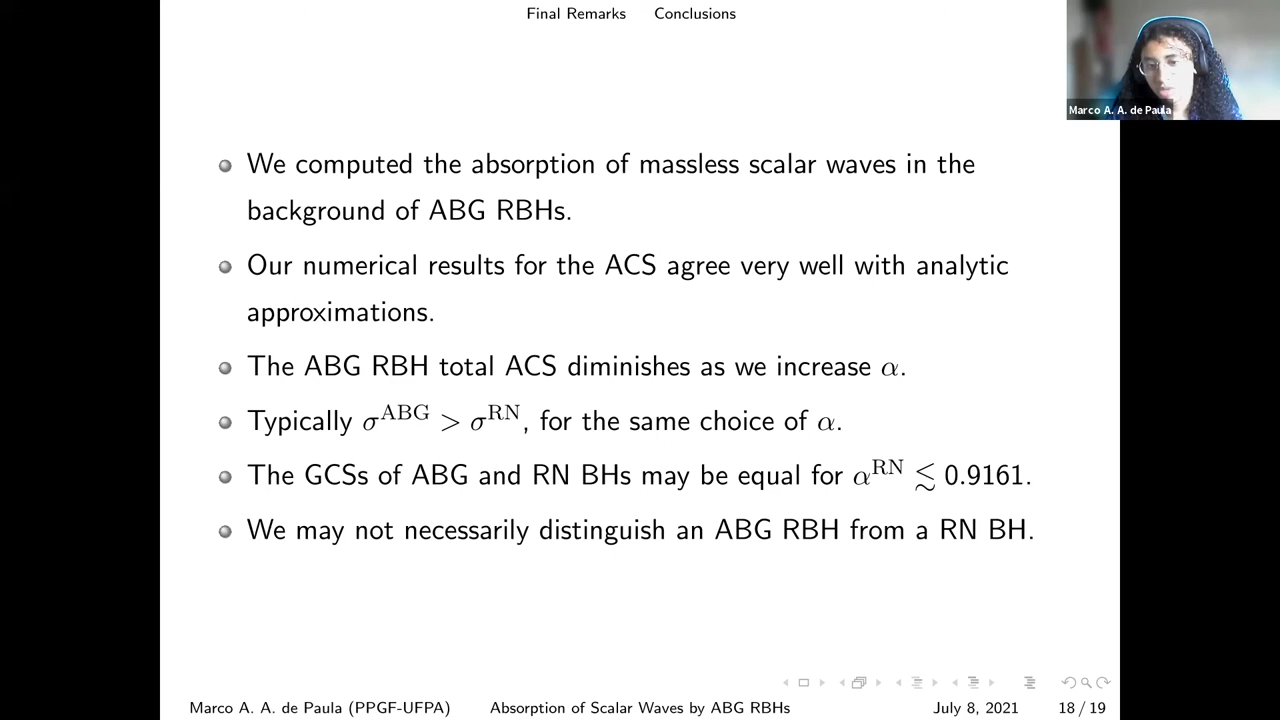 Final Remarks Conclusions
Marco A. A. de Paula
We computed the absorption of massless scalar waves in the
background of ABG RBHs.
Our numerical results for the ACS agree very well with analytic
approximations.
The ABG RBH total ACS diminishes as we increase α.
Typically σ^ABG > σ^RN, for the same choice of α.
The GCSs of ABG and RN BHs may be equal for α^RN ≲ 0.9161.
We may not necessarily distinguish an ABG RBH from a RN BH.
Marco A. A. de Paula (PPGF-UFPA) Absorption of Scalar Waves by ABG RBHs July 8, 2021 18 / 19